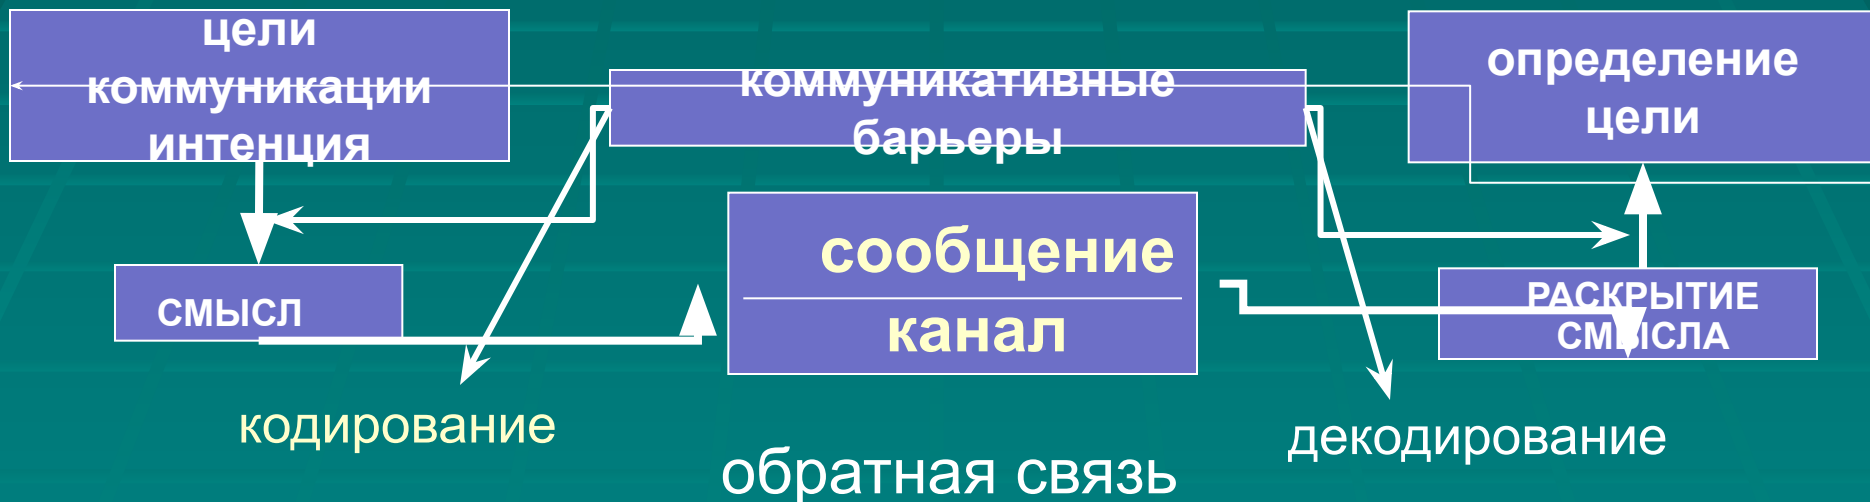 цели
коммуникации
интенция
коммуникативные
барьеры
определение
цели
сообщение
канал
СМЫСЛ
РАСКРЫТИЕ
СМЫСЛА
кодирование
декодирование
обратная связь